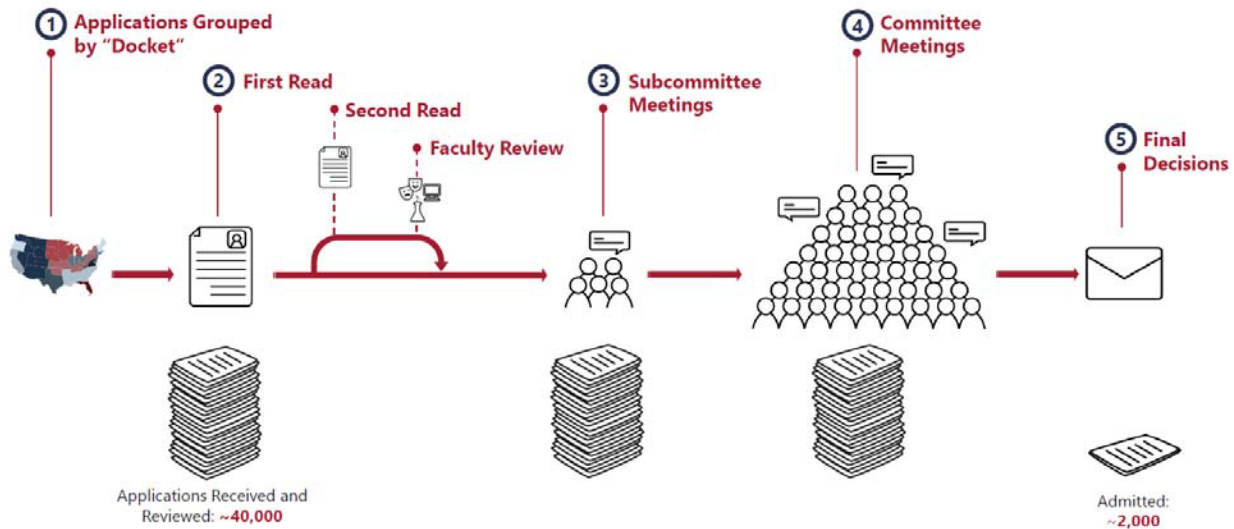 1 Applications Grouped
by “Docket”
2 First Read
Second Read
Faculty Review
3 Subcommittee
Meetings
4 Committee
Meetings
5 Final
Decisions
Applications Received and
Reviewed: ~40,000
Admitted:
~2,000